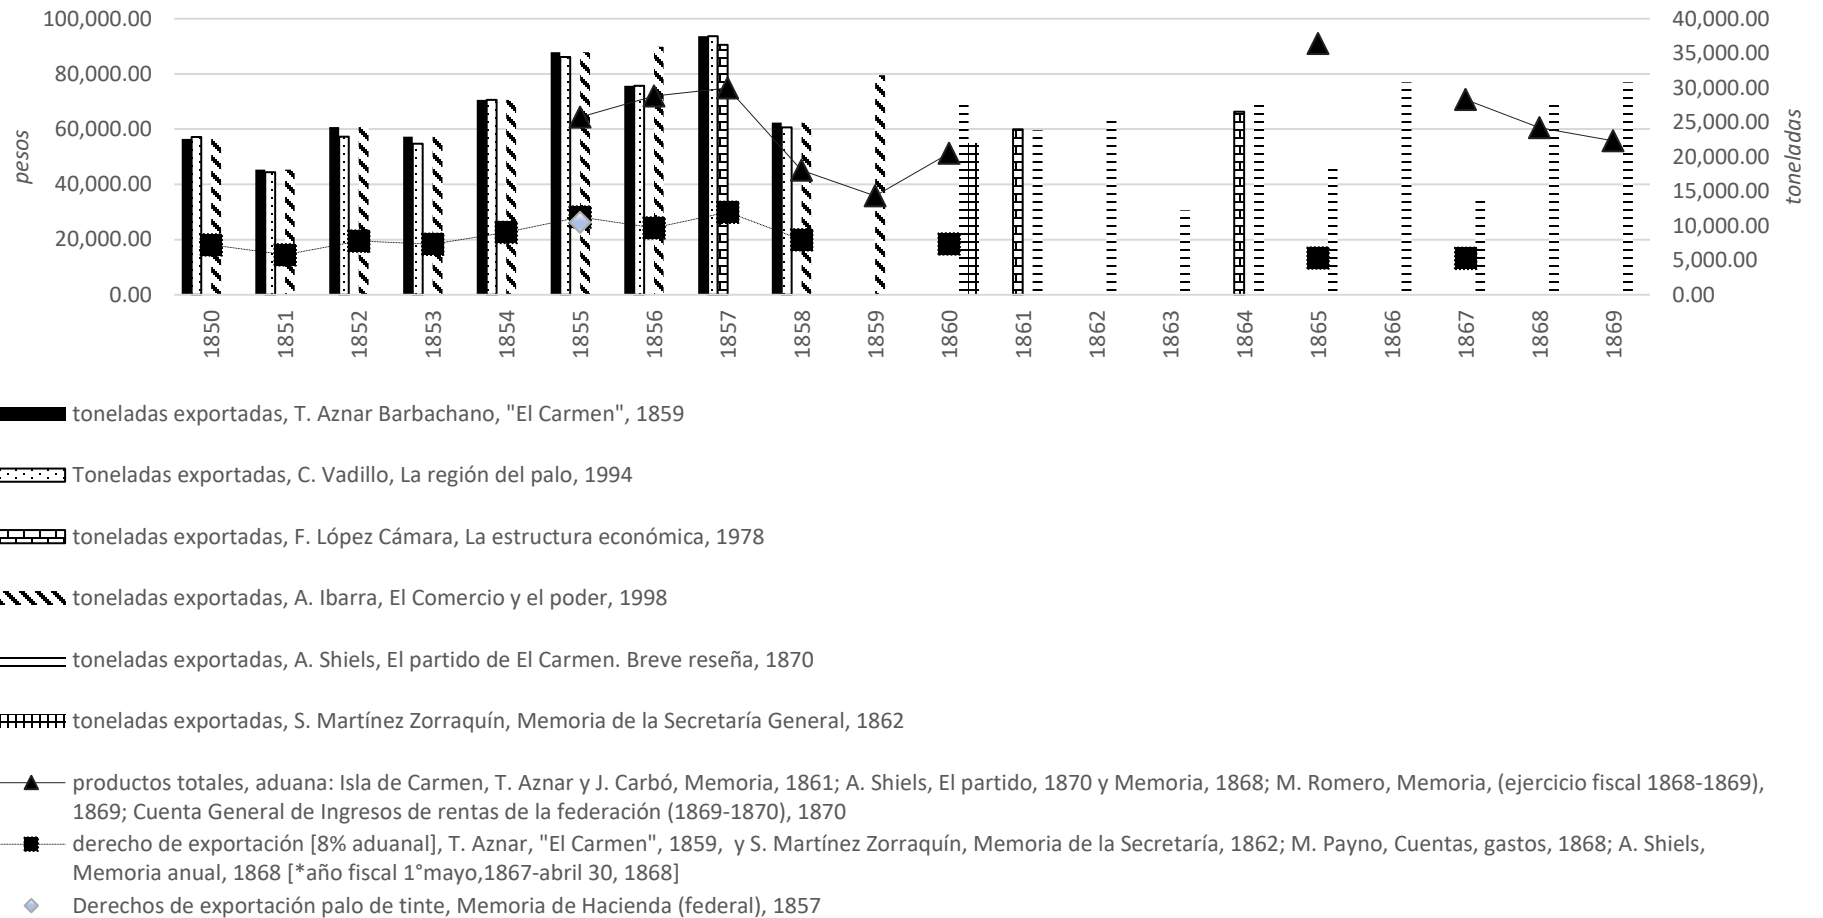 100,000.00
80,000.00
60,000.00
40,000.00
20,000.00
0.00
pesos
40,000.00
35,000.00
30,000.00
25,000.00
20,000.00
15,000.00
10,000.00
5,000.00
0.00
toneladas
1850
1851
1852
1853
1854
1855
1856
1857
1858
1859
1860
1861
1862
1863
1864
1865
1866
1867
1868
1869
toneladas exportadas, T. Aznar Barbachano, "El Carmen", 1859
Toneladas exportadas, C. Vadillo, La región del palo, 1994
toneladas exportadas, F. López Cámara, La estructura económica, 1978
toneladas exportadas, A. Ibarra, El Comercio y el poder, 1998
toneladas exportadas, A. Shiels, El partido de El Carmen. Breve reseña, 1870
toneladas exportadas, S. Martínez Zorraquín, Memoria de la Secretaría General, 1862
productos totales, aduana: Isla de Carmen, T. Aznar y J. Carbó, Memoria, 1861; A. Shiels, El partido, 1870 y Memoria, 1868; M. Romero, Memoria, (ejercicio fiscal 1868-1869),
1869; Cuenta General de Ingresos de rentas de la federación (1869-1870), 1870
derecho de exportación [8% aduanal], T. Aznar, "El Carmen", 1859, y S. Martínez Zorraquín, Memoria de la Secretaría, 1862; M. Payno, Cuentas, gastos, 1868; A. Shiels,
Memoria anual, 1868 [*año fiscal 1°mayo,1867-abril 30, 1868]
Derechos de exportación palo de tinte, Memoria de Hacienda (federal), 1857